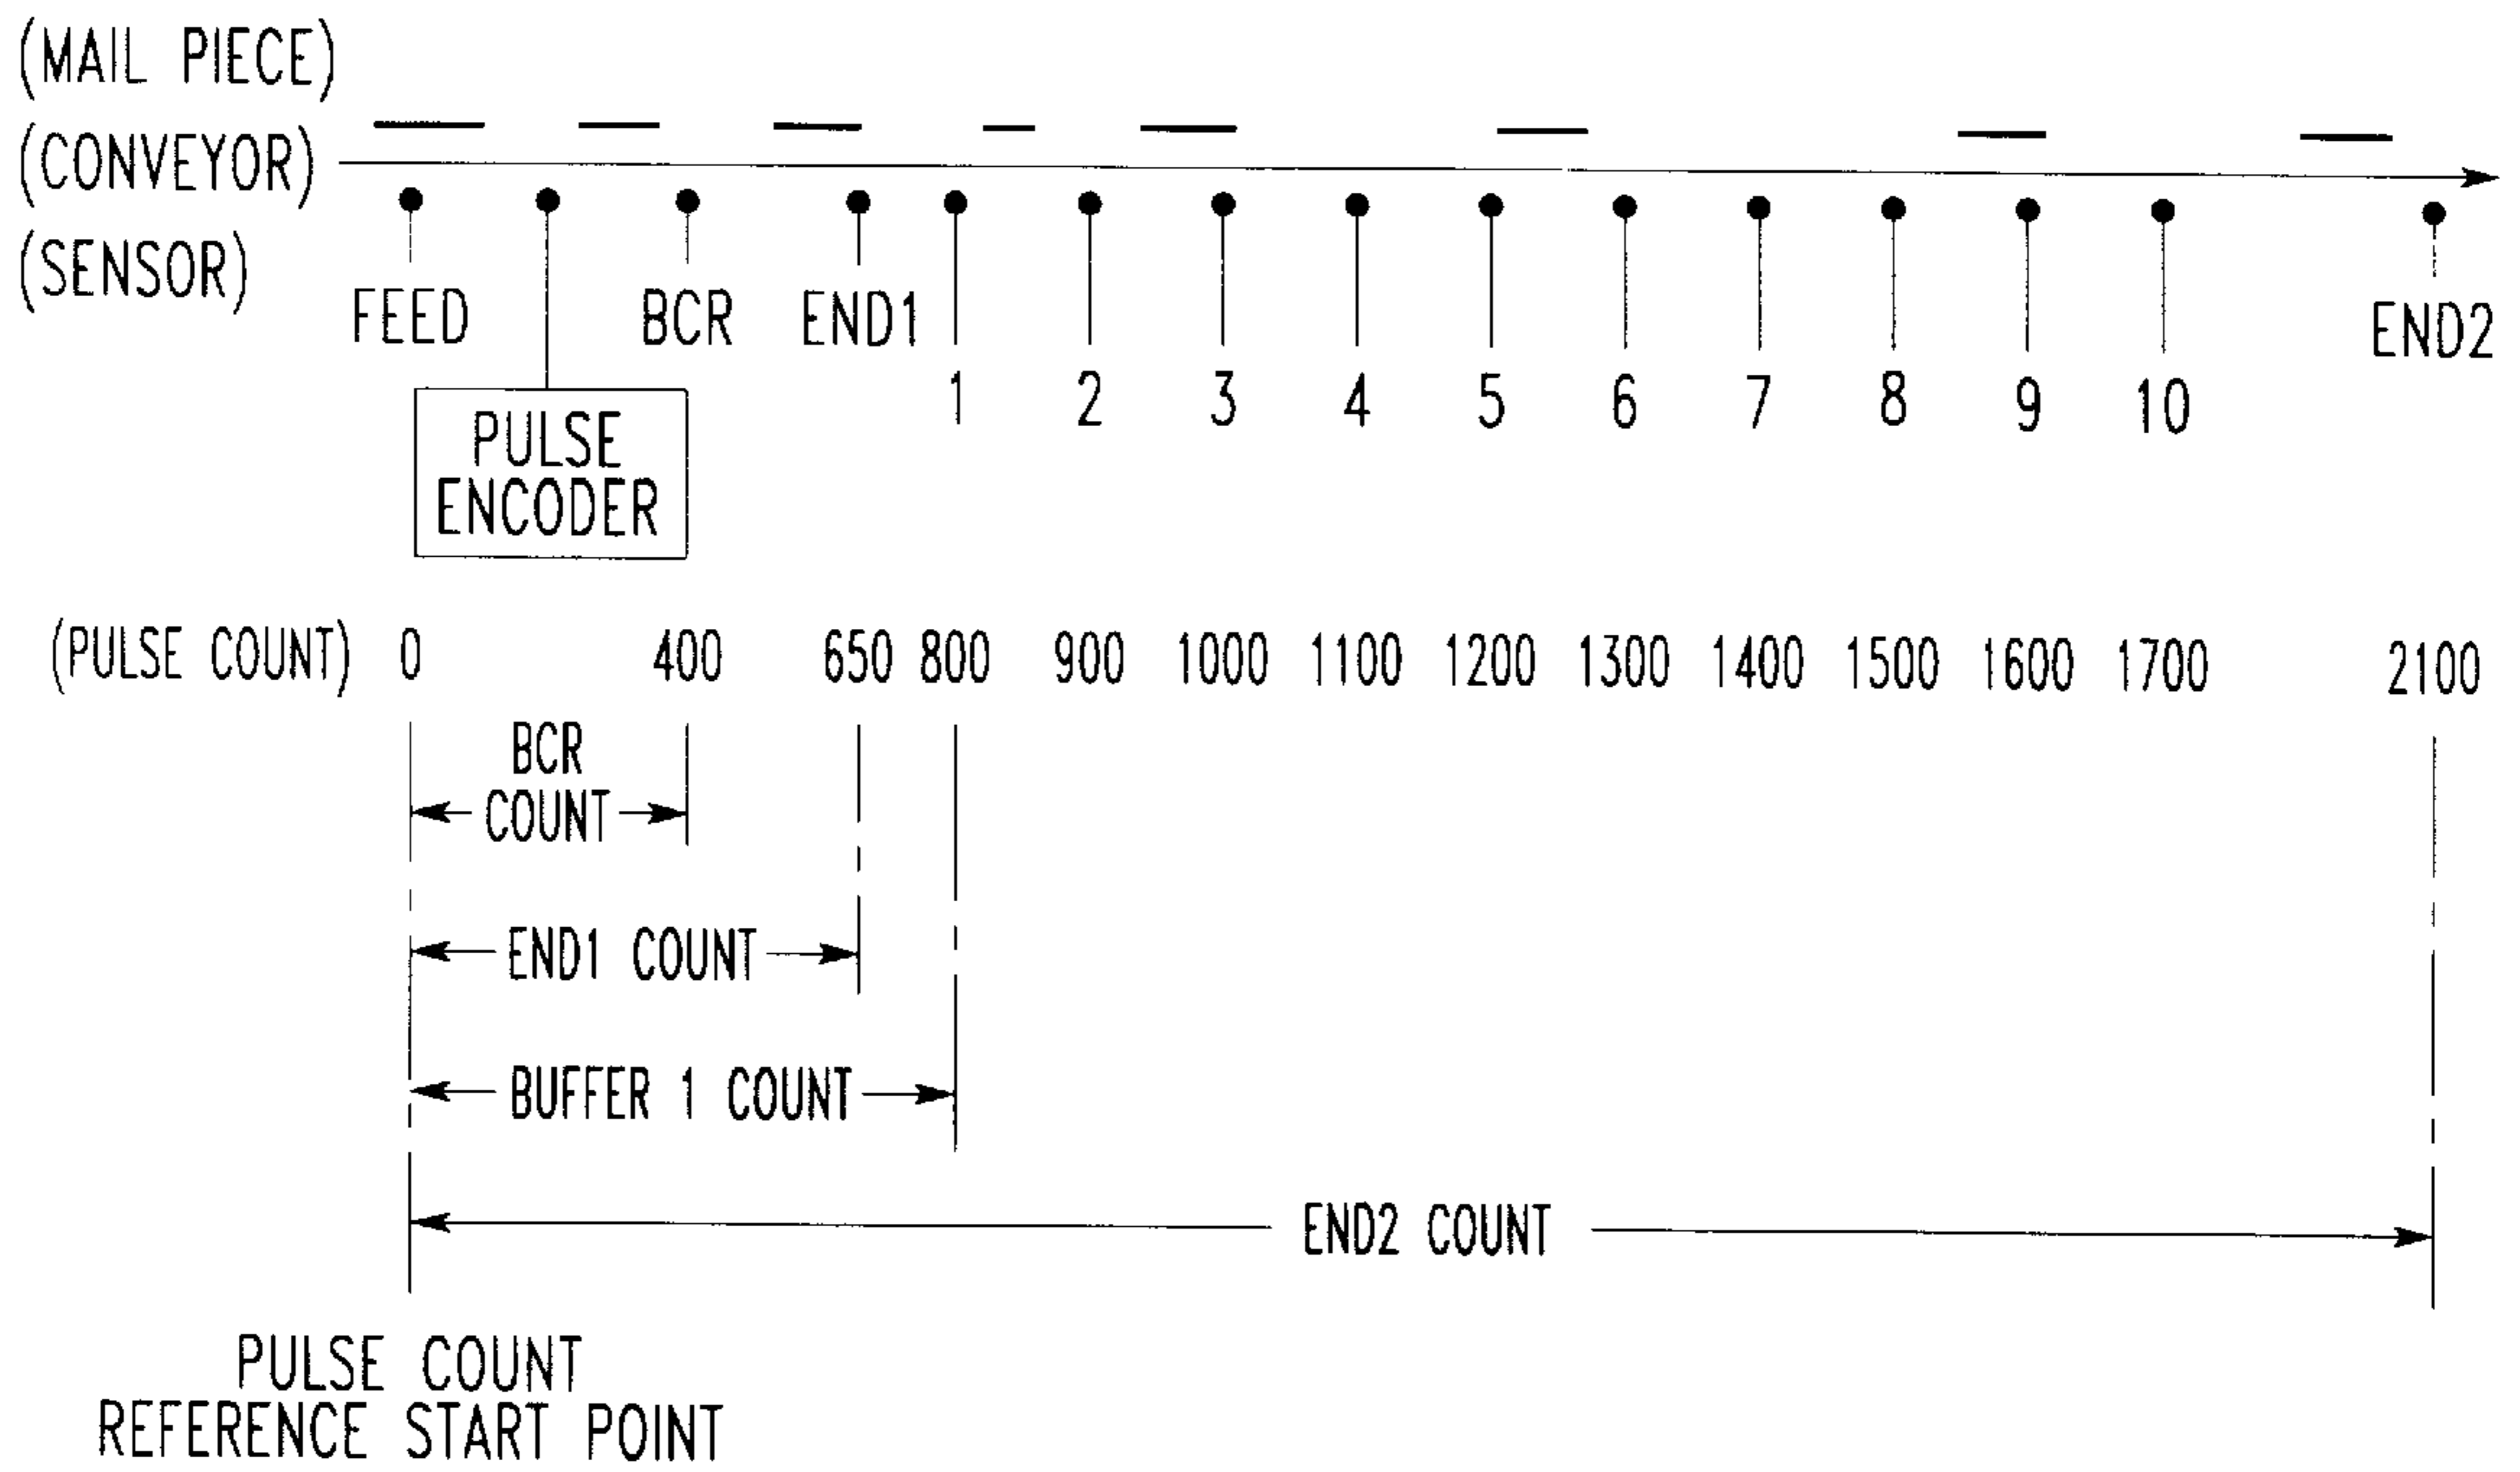 (MAIL PIECE)
(CONVEYOR)
(SENSOR)
FEED BCR END1 END2
1 2 3 4 5 6 7 8 9 10
PULSE
ENCODER
(PULSE COUNT) 0 400 650 800 900 1000 1100 1200 1300 1400 1500 1600 1700 2100
BCR
COUNT
END1 COUNT
BUFFER 1 COUNT
END2 COUNT
PULSE COUNT
REFERENCE START POINT